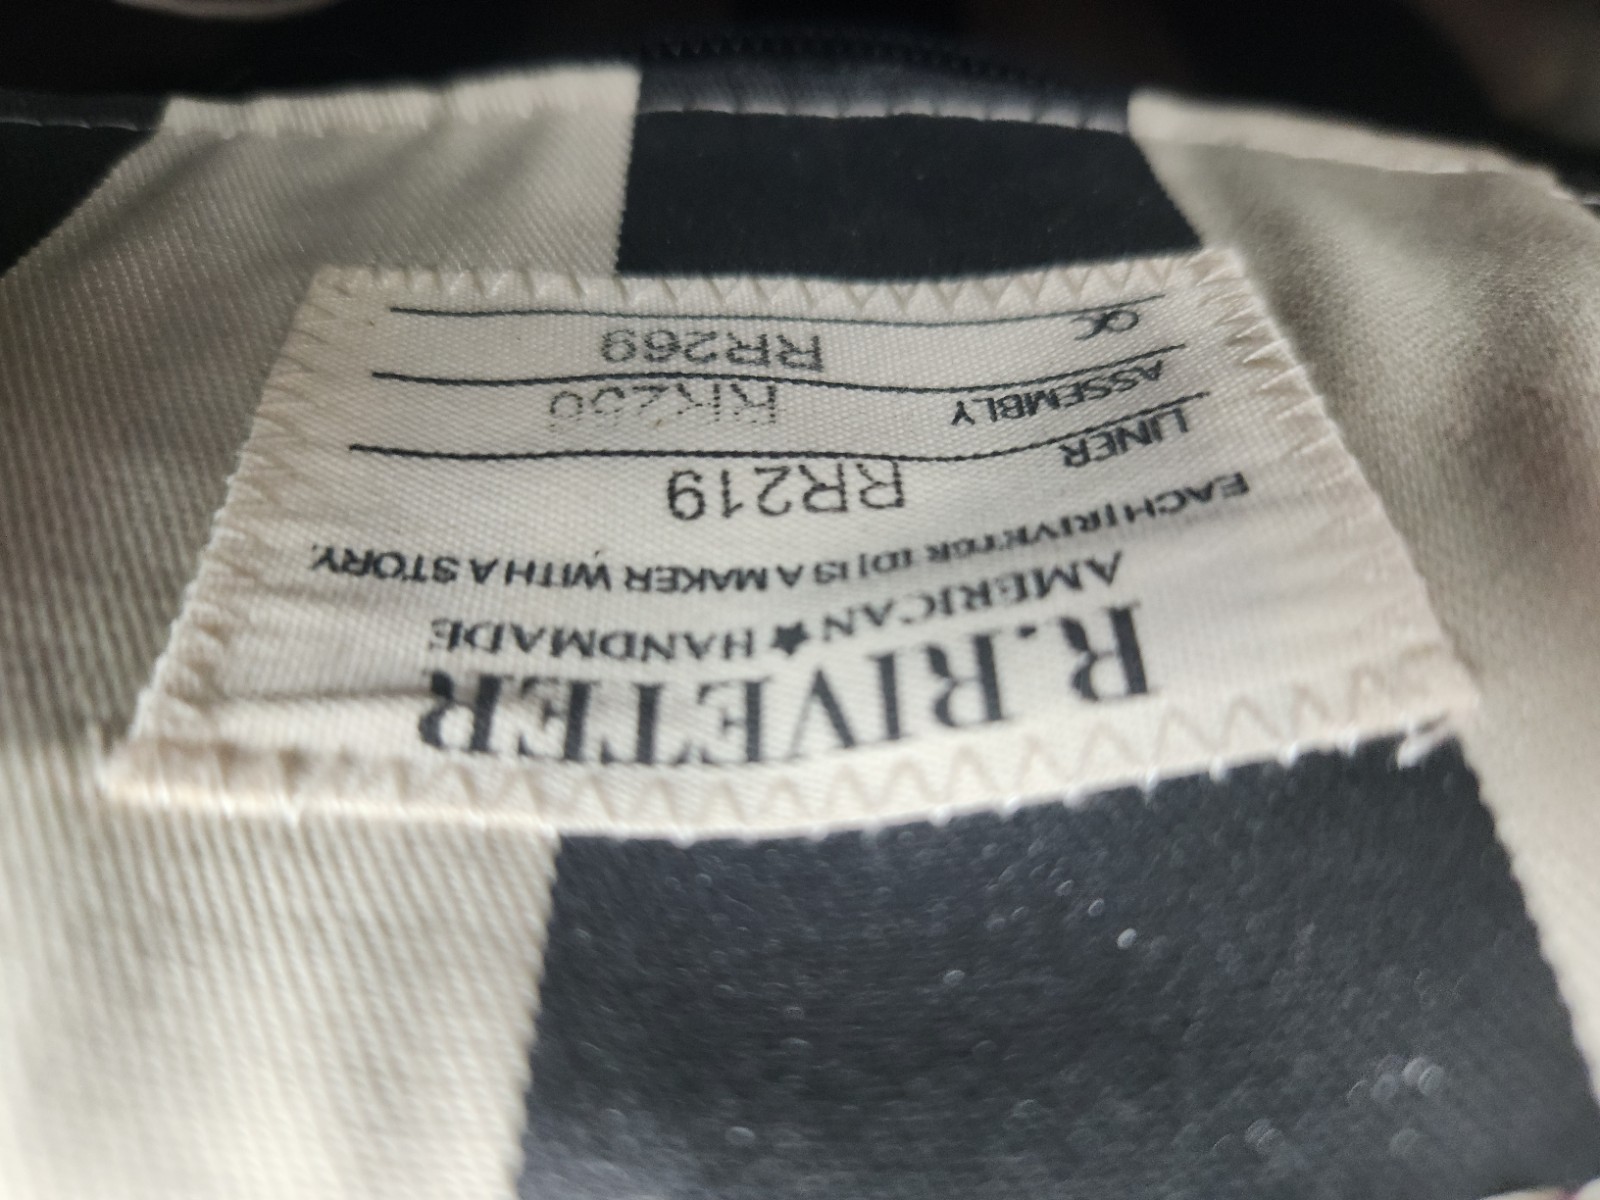 R.RIVETER
AMERICAN★HANDMADE
EACH [RIVETER ID] IS A MAKER WITH A STORY.
LINER RR219
ASSEMBLY
QC RR269